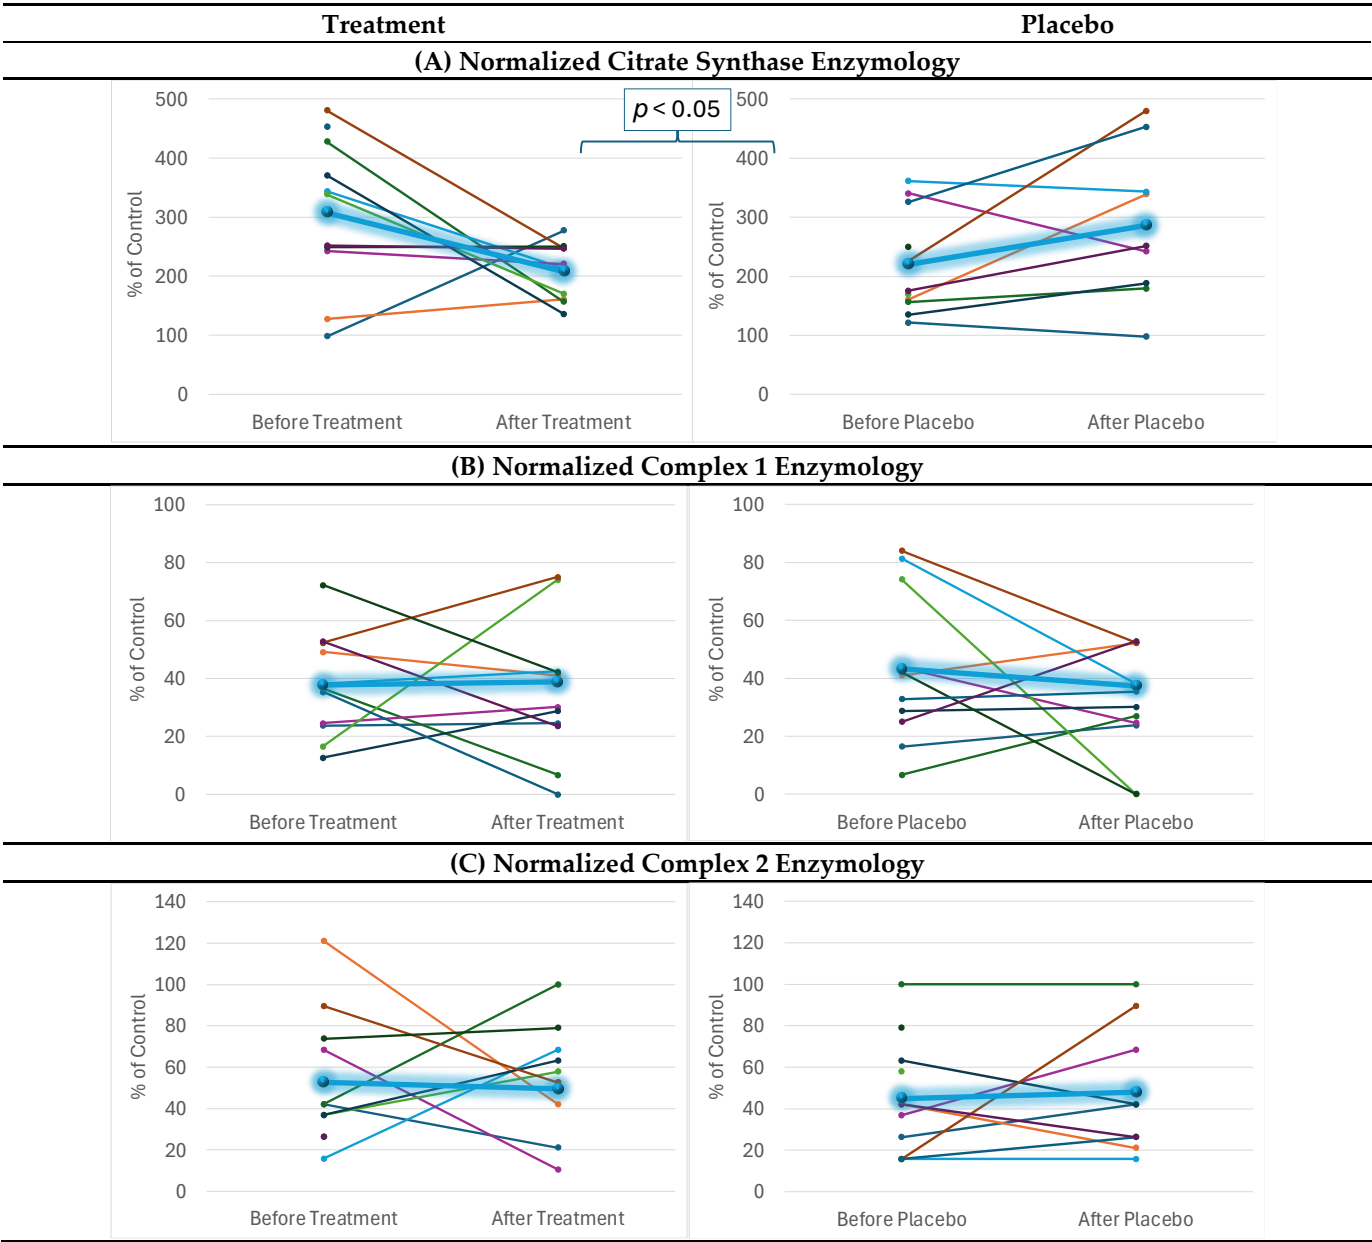 Treatment Placebo
(A) Normalized Citrate Synthase Enzymology
p < 0.05
500
400
300
200
100
0
% of Control
Before Treatment After Treatment
500
400
300
200
100
0
% of Control
Before Placebo After Placebo
(B) Normalized Complex 1 Enzymology
100
80
60
40
20
0
% of Control
Before Treatment After Treatment
100
80
60
40
20
0
% of Control
Before Placebo After Placebo
(C) Normalized Complex 2 Enzymology
140
120
100
80
60
40
20
0
% of Control
Before Treatment After Treatment
140
120
100
80
60
40
20
0
% of Control
Before Placebo After Placebo